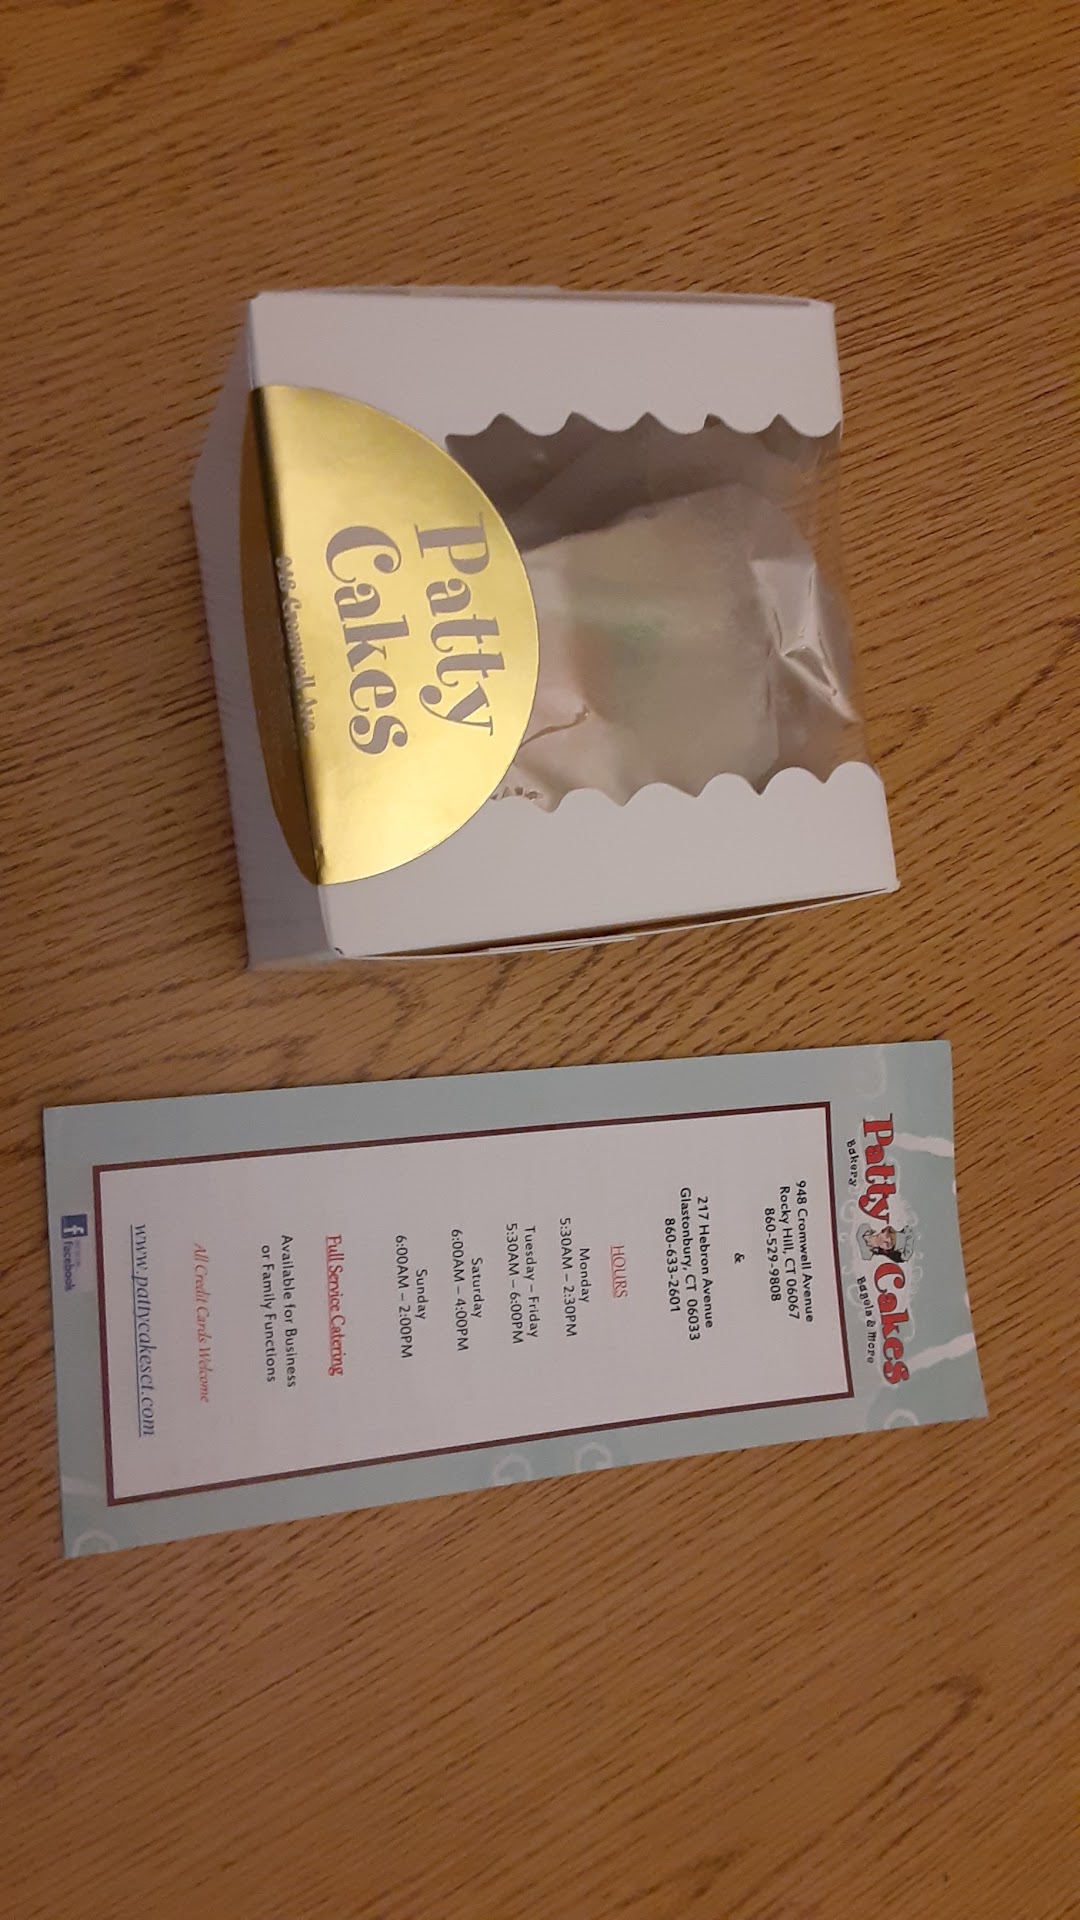 Patty
Cakes
948 Cromwell Ave.
Patty Cakes
Bakery Bagels & More
948 Cromwell Avenue
Rocky Hill, CT 06067
860-529-9808
&
217 Hebron Avenue
Glastonbury, CT 06033
860-633-2601
HOURS
Monday
5:30AM – 2:30PM
Tuesday – Friday
5:30AM – 6:00PM
Saturday
6:00AM – 4:00PM
Sunday
6:00AM – 2:00PM
Full Service Catering
Available for Business
or Family Functions
All Credit Cards Welcome
www.pattycakesct.com
facebook